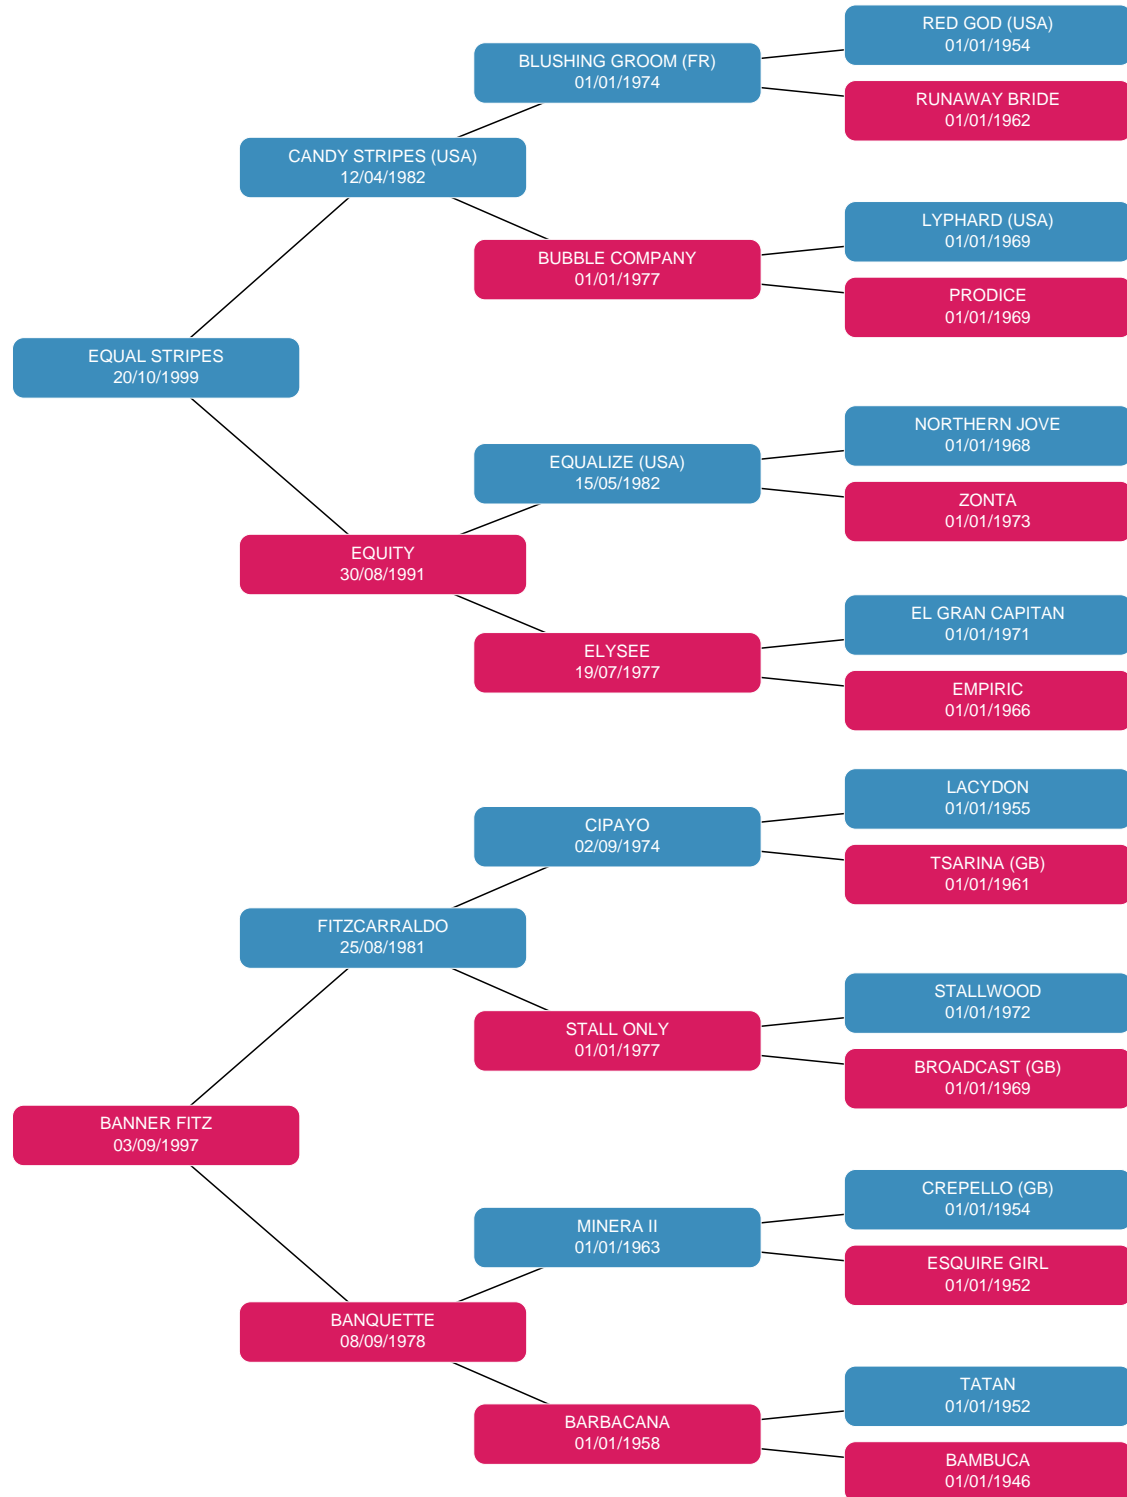 RED GOD (USA)
01/01/1954
BLUSHING GROOM (FR)
01/01/1974
RUNAWAY BRIDE
01/01/1962
CANDY STRIPES (USA)
12/04/1982
LYPHARD (USA)
01/01/1969
BUBBLE COMPANY
01/01/1977
PRODICE
01/01/1969
EQUAL STRIPES
20/10/1999
NORTHERN JOVE
01/01/1968
EQUALIZE (USA)
15/05/1982
ZONTA
01/01/1973
EQUITY
30/08/1991
EL GRAN CAPITAN
01/01/1971
ELYSEE
19/07/1977
EMPIRIC
01/01/1966
LACYDON
01/01/1955
CIPAYO
02/09/1974
TSARINA (GB)
01/01/1961
FITZCARRALDO
25/08/1981
STALLWOOD
01/01/1972
STALL ONLY
01/01/1977
BROADCAST (GB)
01/01/1969
BANNER FITZ
03/09/1997
CREPELLO (GB)
01/01/1954
MINERA II
01/01/1963
ESQUIRE GIRL
01/01/1952
BANQUETTE
08/09/1978
TATAN
01/01/1952
BARBACANA
01/01/1958
BAMBUCA
01/01/1946